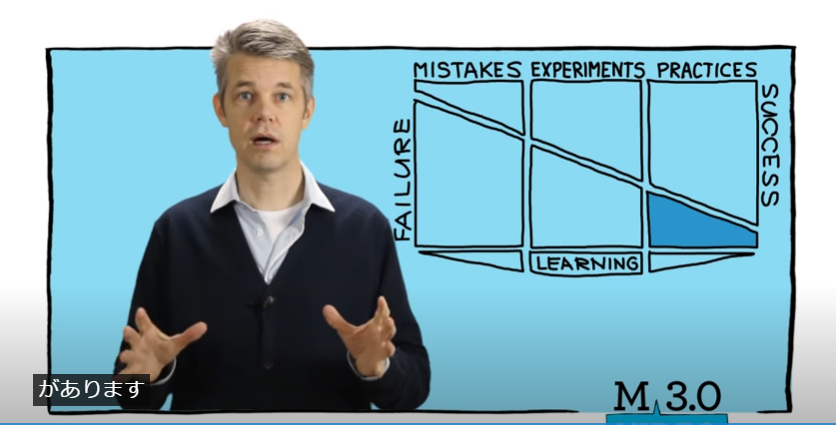 MISTAKES EXPERIMENTS PRACTICES
FAILURE
SUCCESS
LEARNING
があります
M 3.0